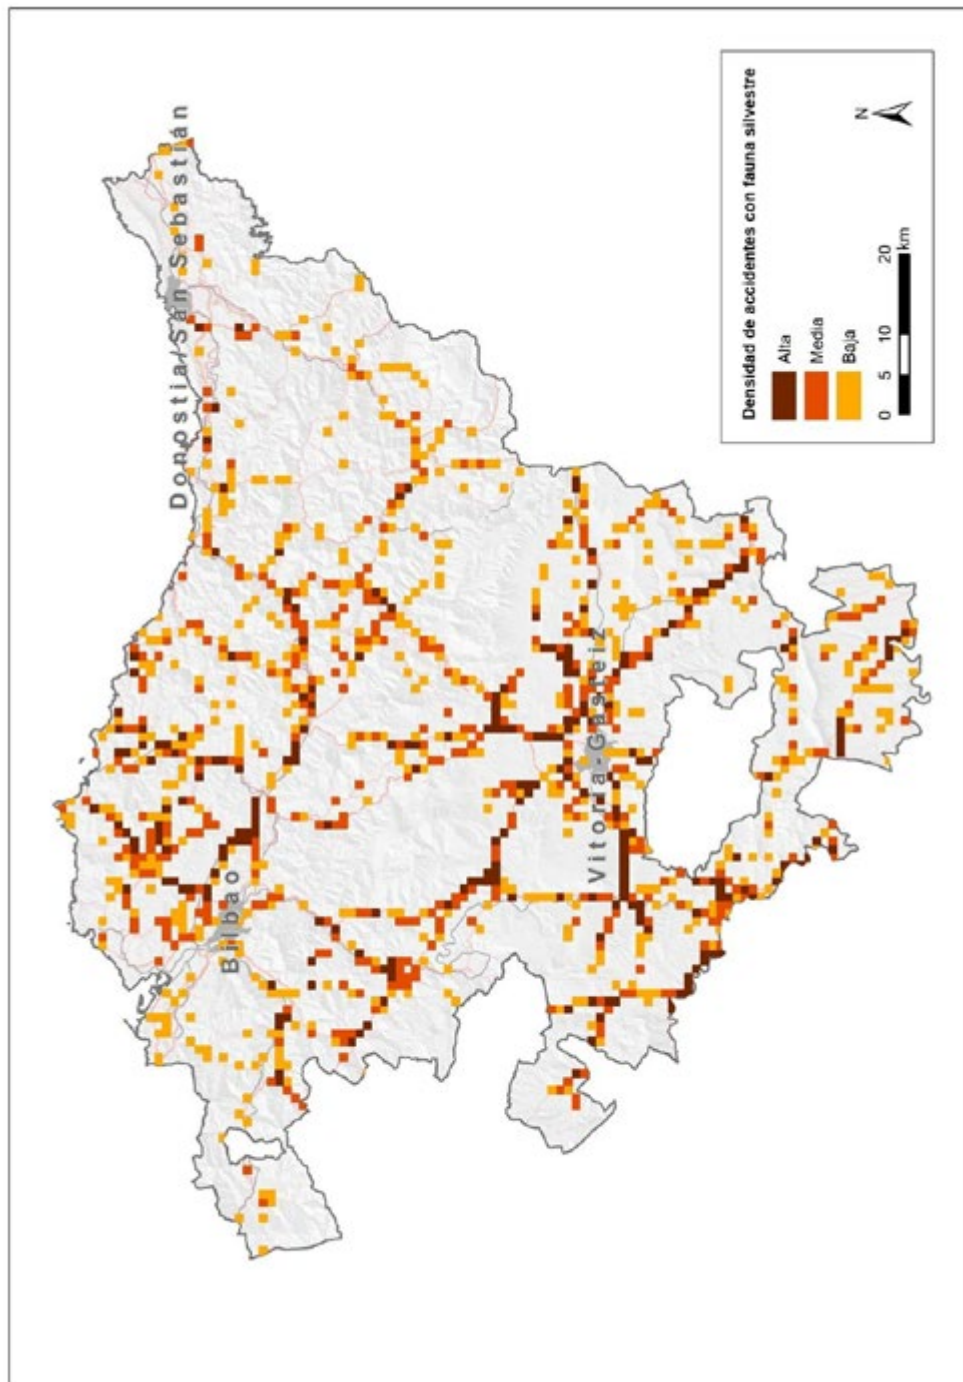 Donostia/San Sebastián
Bilbao
Vitoria-Gasteiz
Densidad de accidentes con fauna silvestre
Alta
Media
Baja
0 5 10 20
km
N